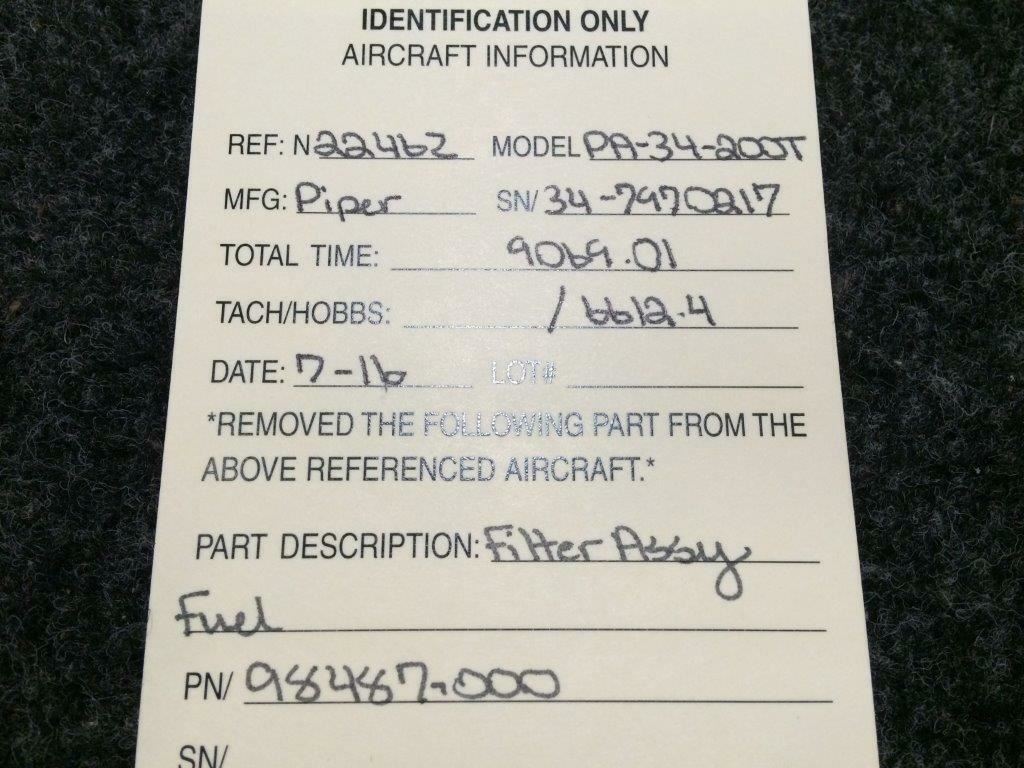 IDENTIFICATION ONLY
AIRCRAFT INFORMATION
REF: N22462 MODEL PA-34-200T
MFG: Piper SN/ 34-7970217
TOTAL TIME: 9069.01
TACH/HOBBS: / 6612.4
DATE: 7-16 LOT#
*REMOVED THE FOLLOWING PART FROM THE
ABOVE REFERENCED AIRCRAFT.*
PART DESCRIPTION: Filter Assy
Fuel
PN/ 98487-000
SN/